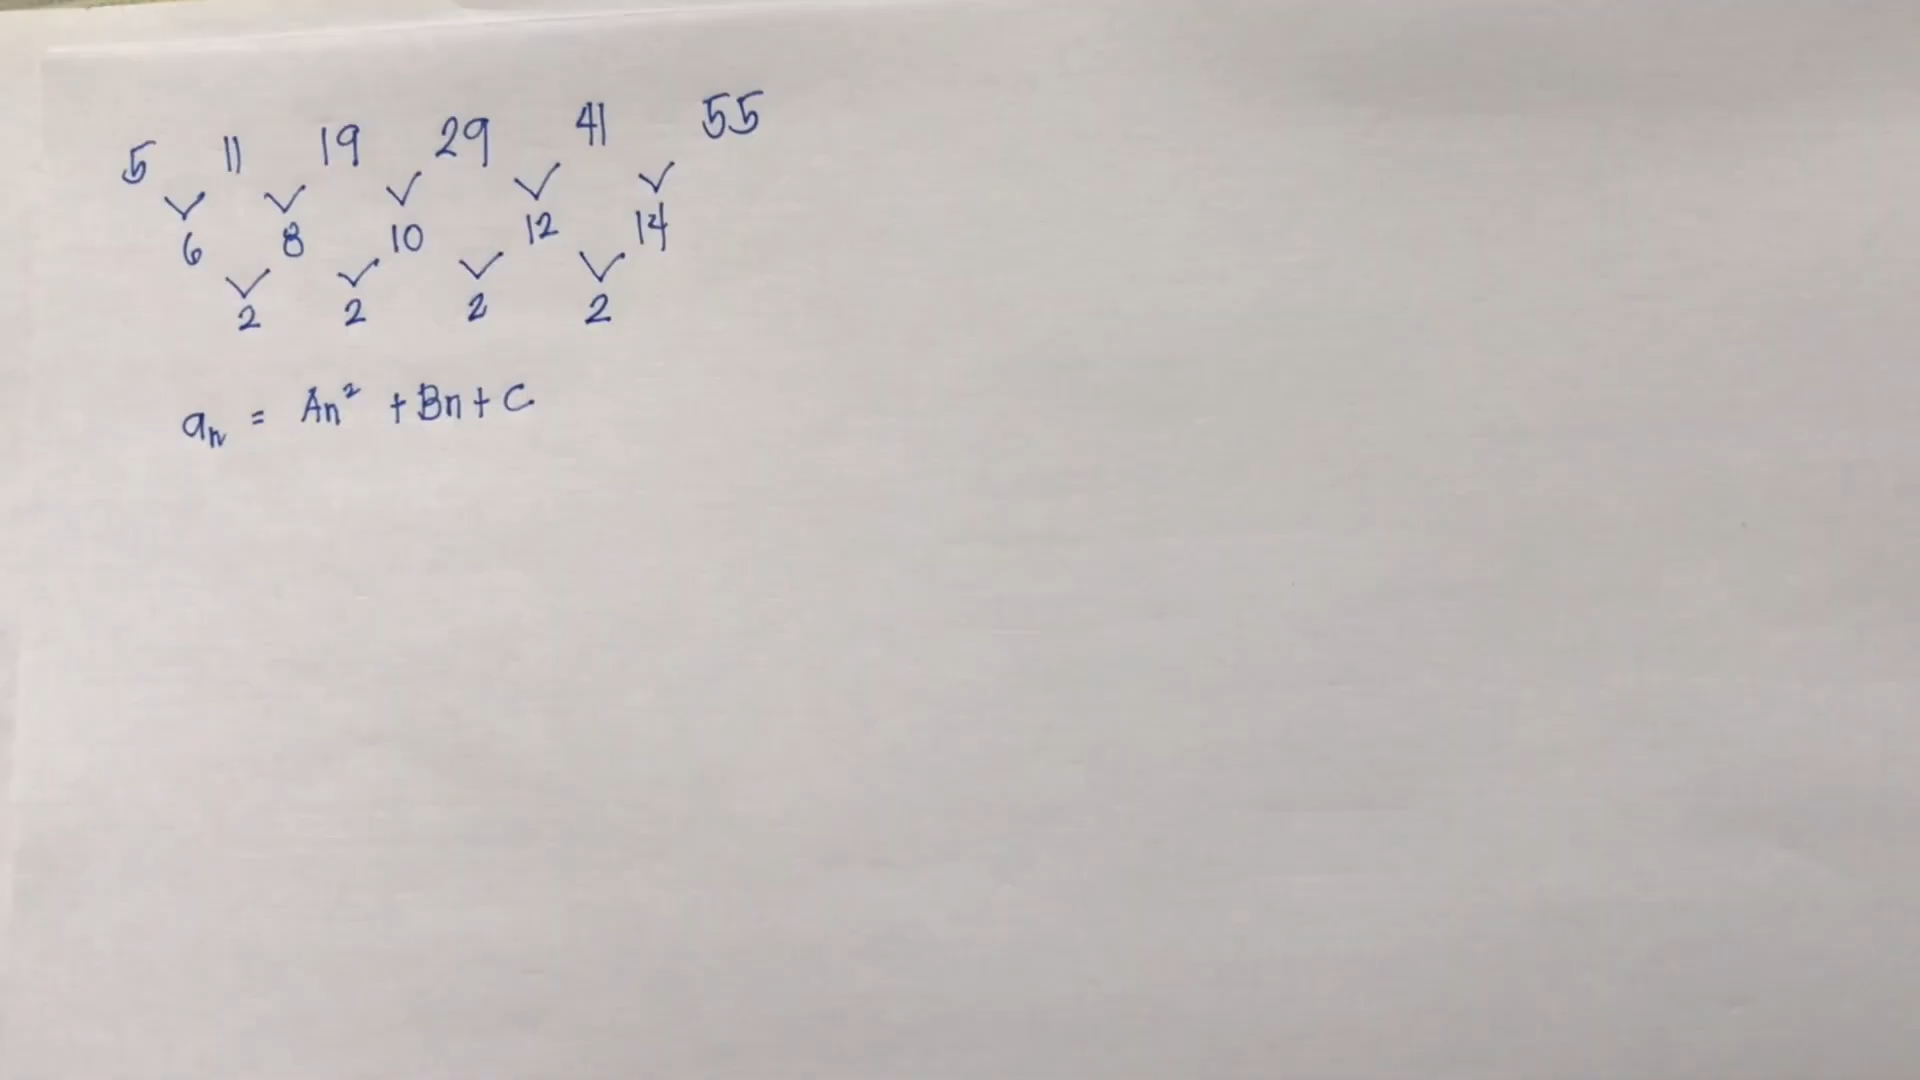 5 11 19 29 41 55
6 8 10 12 14
2 2 2 2
aₙ = An² + Bn + C